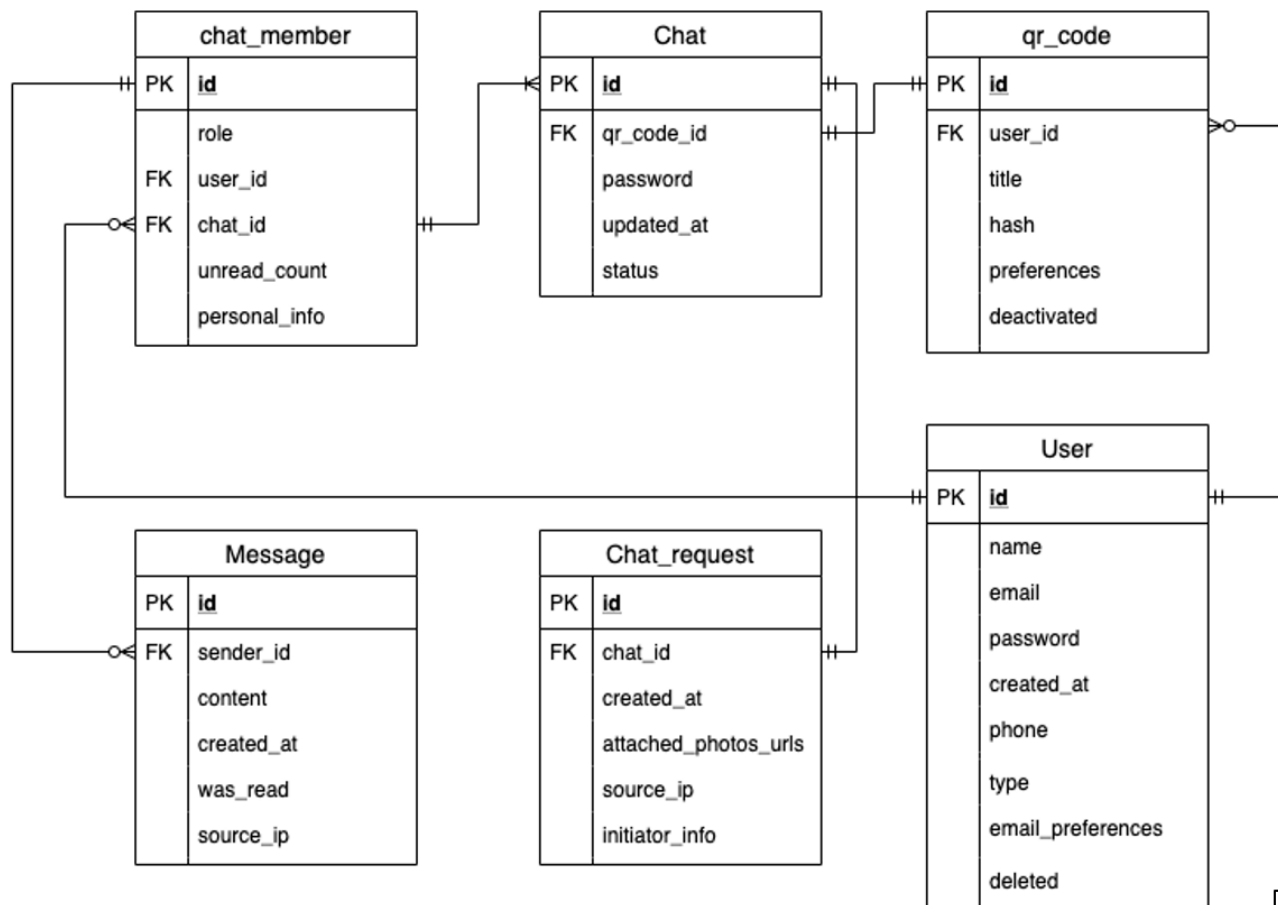 chat_member
PK id
role
FK user_id
FK chat_id
unread_count
personal_info
Chat
PK id
FK qr_code_id
password
updated_at
status
qr_code
PK id
FK user_id
title
hash
preferences
deactivated
User
PK id
name
email
password
created_at
phone
type
email_preferences
deleted
Message
PK id
FK sender_id
content
created_at
was_read
source_ip
Chat_request
PK id
FK chat_id
created_at
attached_photos_urls
source_ip
initiator_info